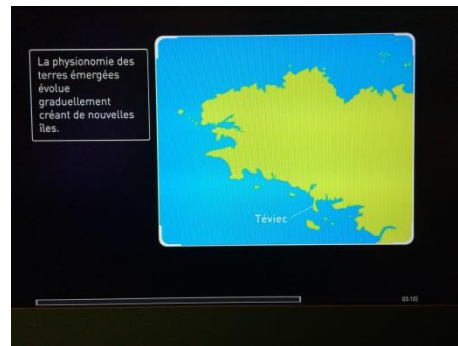 La physionomie des
terres émergées
évolue
graduellement
créant de nouvelles
îles.
Téviec
03:10